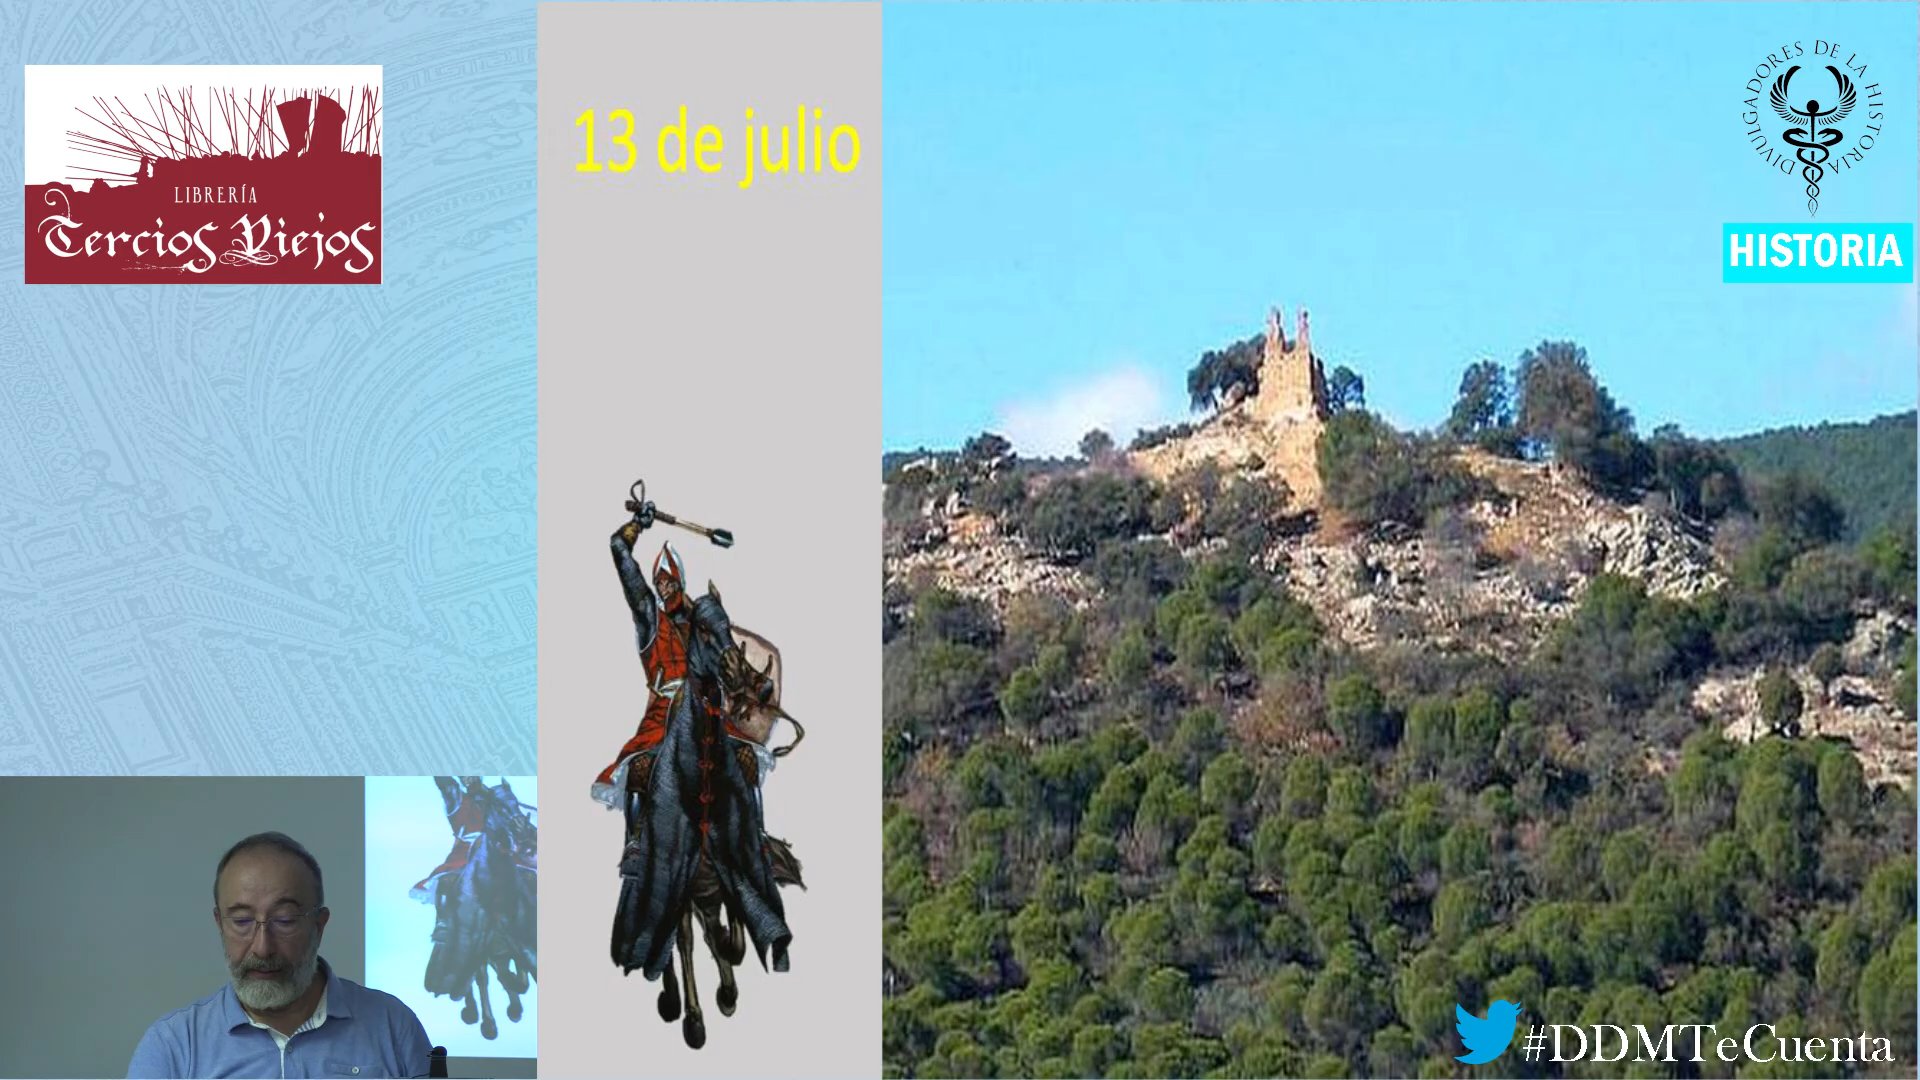 LIBRERÍA
Tercios Viejos
13 de julio
DIVULGADORES DE LA HISTORIA
HISTORIA
#DDMTeCuenta